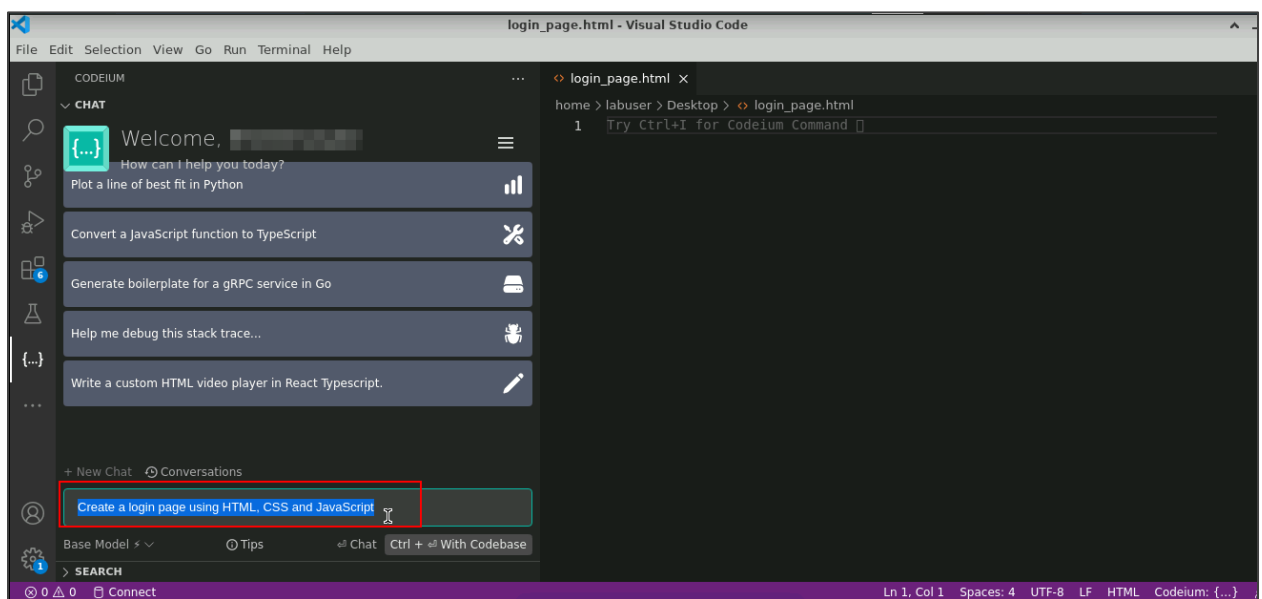 login_page.html - Visual Studio Code
File Edit Selection View Go Run Terminal Help
CODEIUM
CHAT
{...} Welcome,
How can I help you today?
Plot a line of best fit in Python
Convert a JavaScript function to TypeScript
Generate boilerplate for a gRPC service in Go
Help me debug this stack trace...
Write a custom HTML video player in React Typescript.
+ New Chat Conversations
Create a login page using HTML, CSS and JavaScript
Base Model Tips ⏎ Chat Ctrl + ⏎ With Codebase
SEARCH
6
{...}
1
<> login_page.html ×
home > labuser > Desktop > <> login_page.html
1 Try Ctrl+I for Codeium Command
0 0 Connect Ln 1, Col 1 Spaces: 4 UTF-8 LF HTML Codeium: {...}